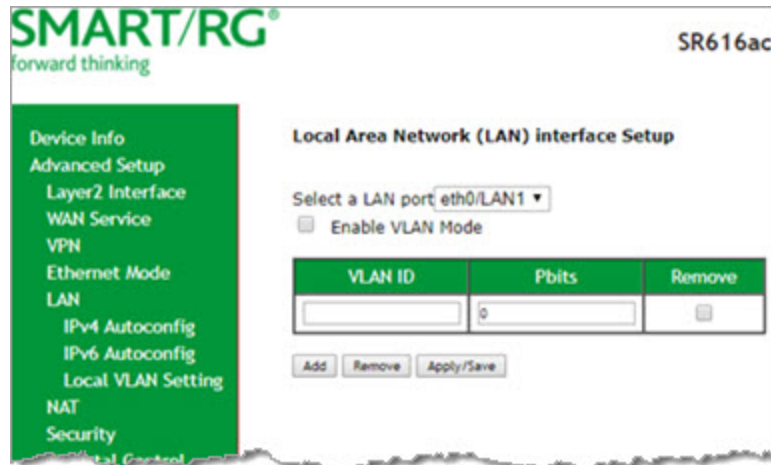 SMART/RG®
forward thinking
SR616ac
Device Info
Advanced Setup
Layer2 Interface
WAN Service
VPN
Ethernet Mode
LAN
IPv4 Autoconfig
IPv6 Autoconfig
Local VLAN Setting
NAT
Security
Local Area Network (LAN) interface Setup
Select a LAN port eth0/LAN1
Enable VLAN Mode
VLAN ID Pbits Remove
0
Add Remove Apply/Save